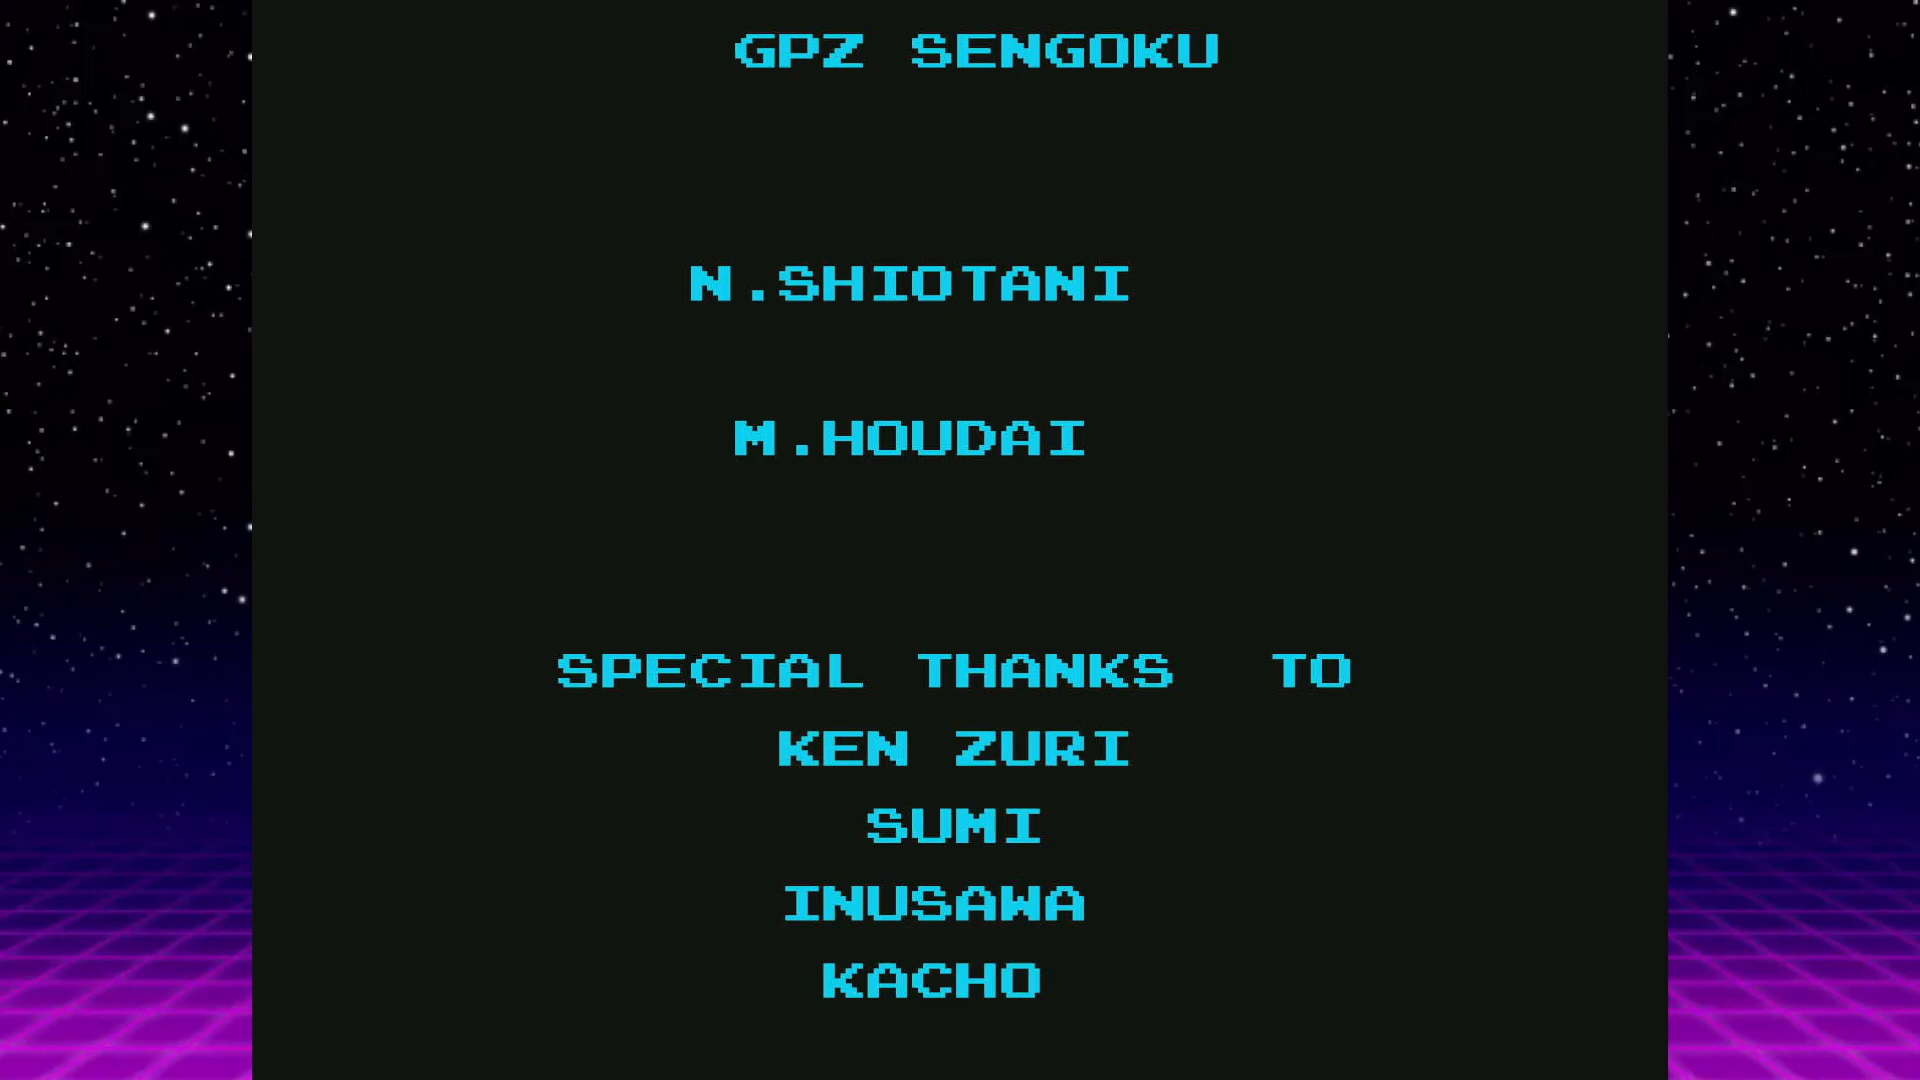 GPZ SENGOKU
N.SHIOTANI
M.HOUDAI
SPECIAL THANKS TO
KEN ZURI
SUMI
INUSAWA
KACHO